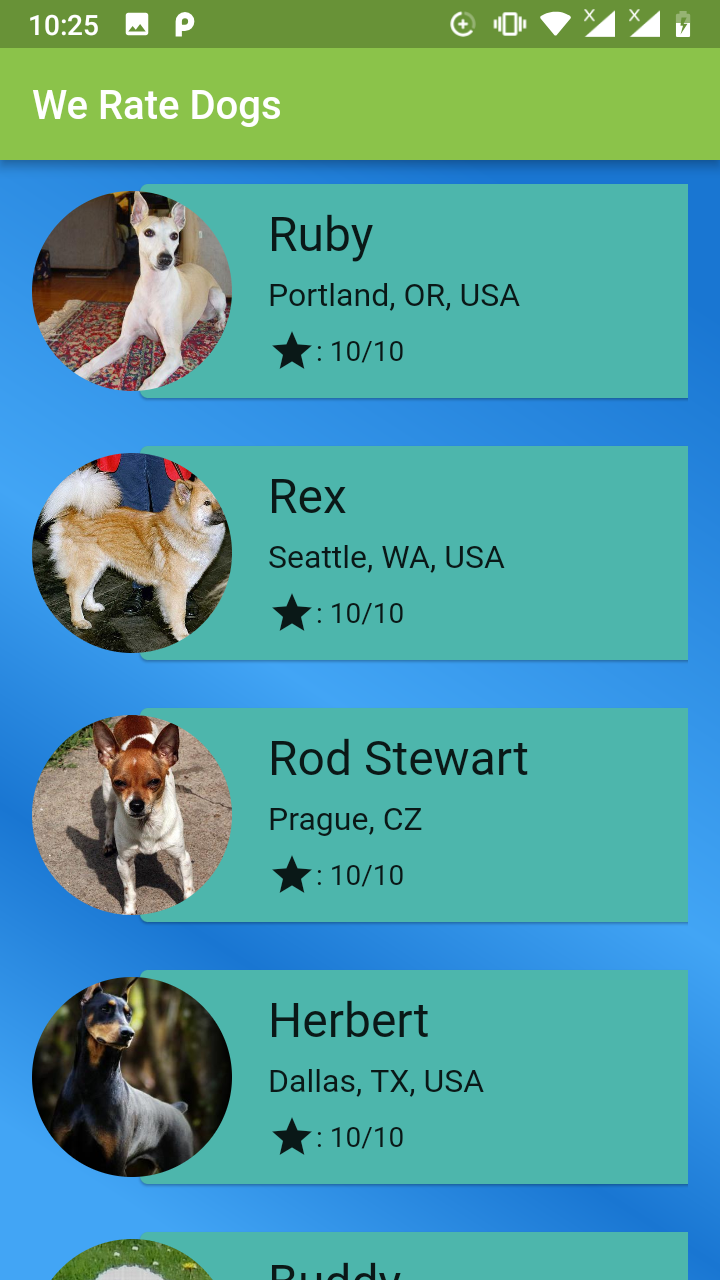 10:25
We Rate Dogs
Ruby
Portland, OR, USA
★: 10/10
Rex
Seattle, WA, USA
★: 10/10
Rod Stewart
Prague, CZ
★: 10/10
Herbert
Dallas, TX, USA
★: 10/10
Buddy